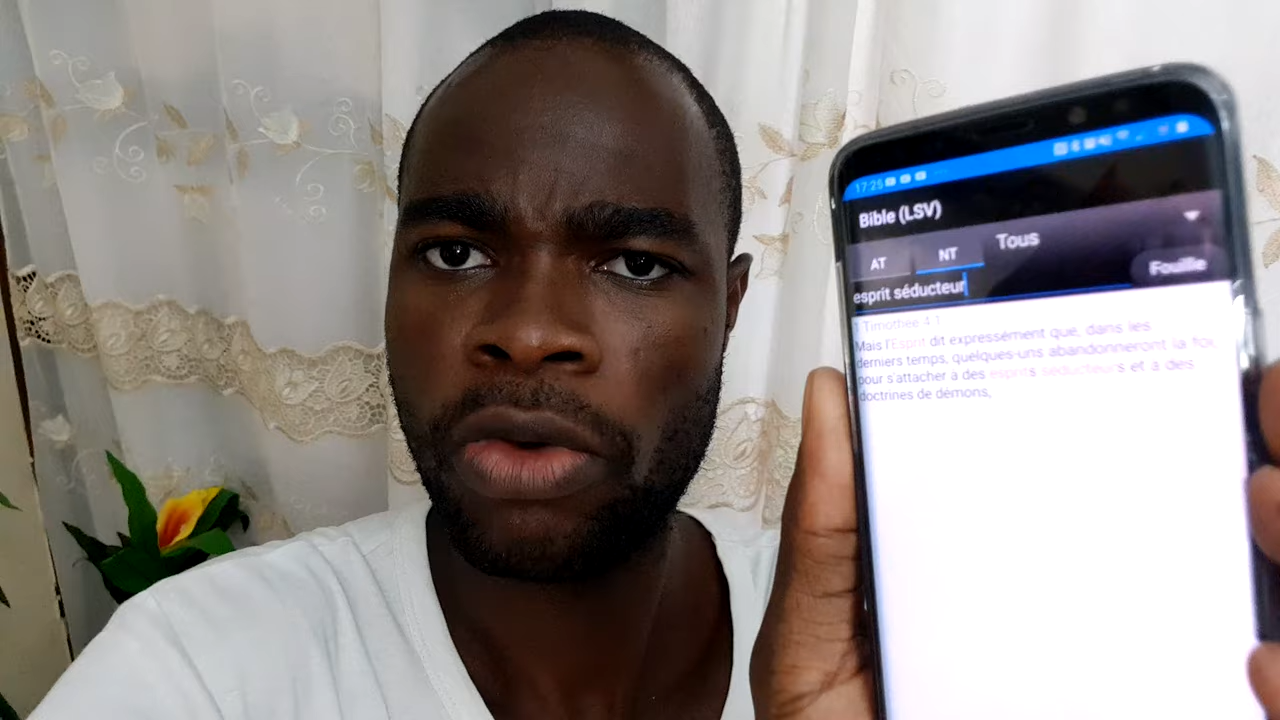 17:25
Bible (LSV)
AT NT Tous
esprit séducteur Fouille
1 Timothée 4:1
Mais l'Esprit dit expressément que, dans les
derniers temps, quelques-uns abandonneront la foi,
pour s'attacher à des esprits séducteurs et à des
doctrines de démons,